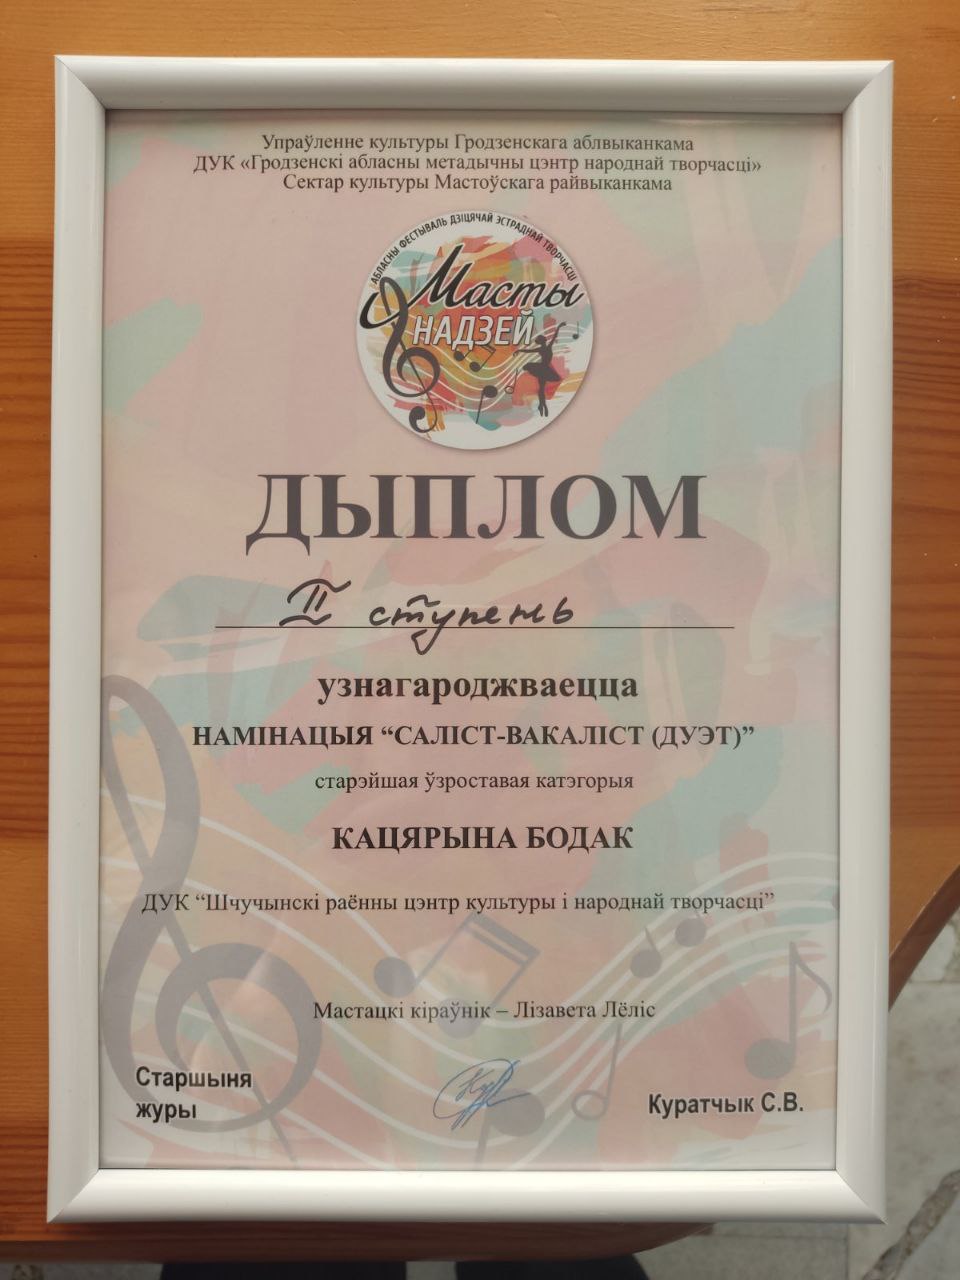 Упраўленне культуры Гродзенскага аблвыканкама
ДУК «Гродзенскі абласны метадычны цэнтр народнай творчасці»
Сектар культуры Мастоўскага райвыканкама
АБЛАСНЫ ФЕСТЫВАЛЬ ДЗІЦЯЧАЙ ЭСТРАДНАЙ ТВОРЧАСЦІ
Масты
НАДЗЕЙ
ДЫПЛОМ
II ступень
узнагароджваецца
НАМІНАЦЫЯ “САЛІСТ-ВАКАЛІСТ (ДУЭТ)”
старэйшая ўзроставая катэгорыя
КАЦЯРЫНА БОДАК
ДУК “Шчучынскі раённы цэнтр культуры і народнай творчасці”
Мастацкі кіраўнік – Лізавета Лёліс
Старшыня
журы
Куратчык С.В.